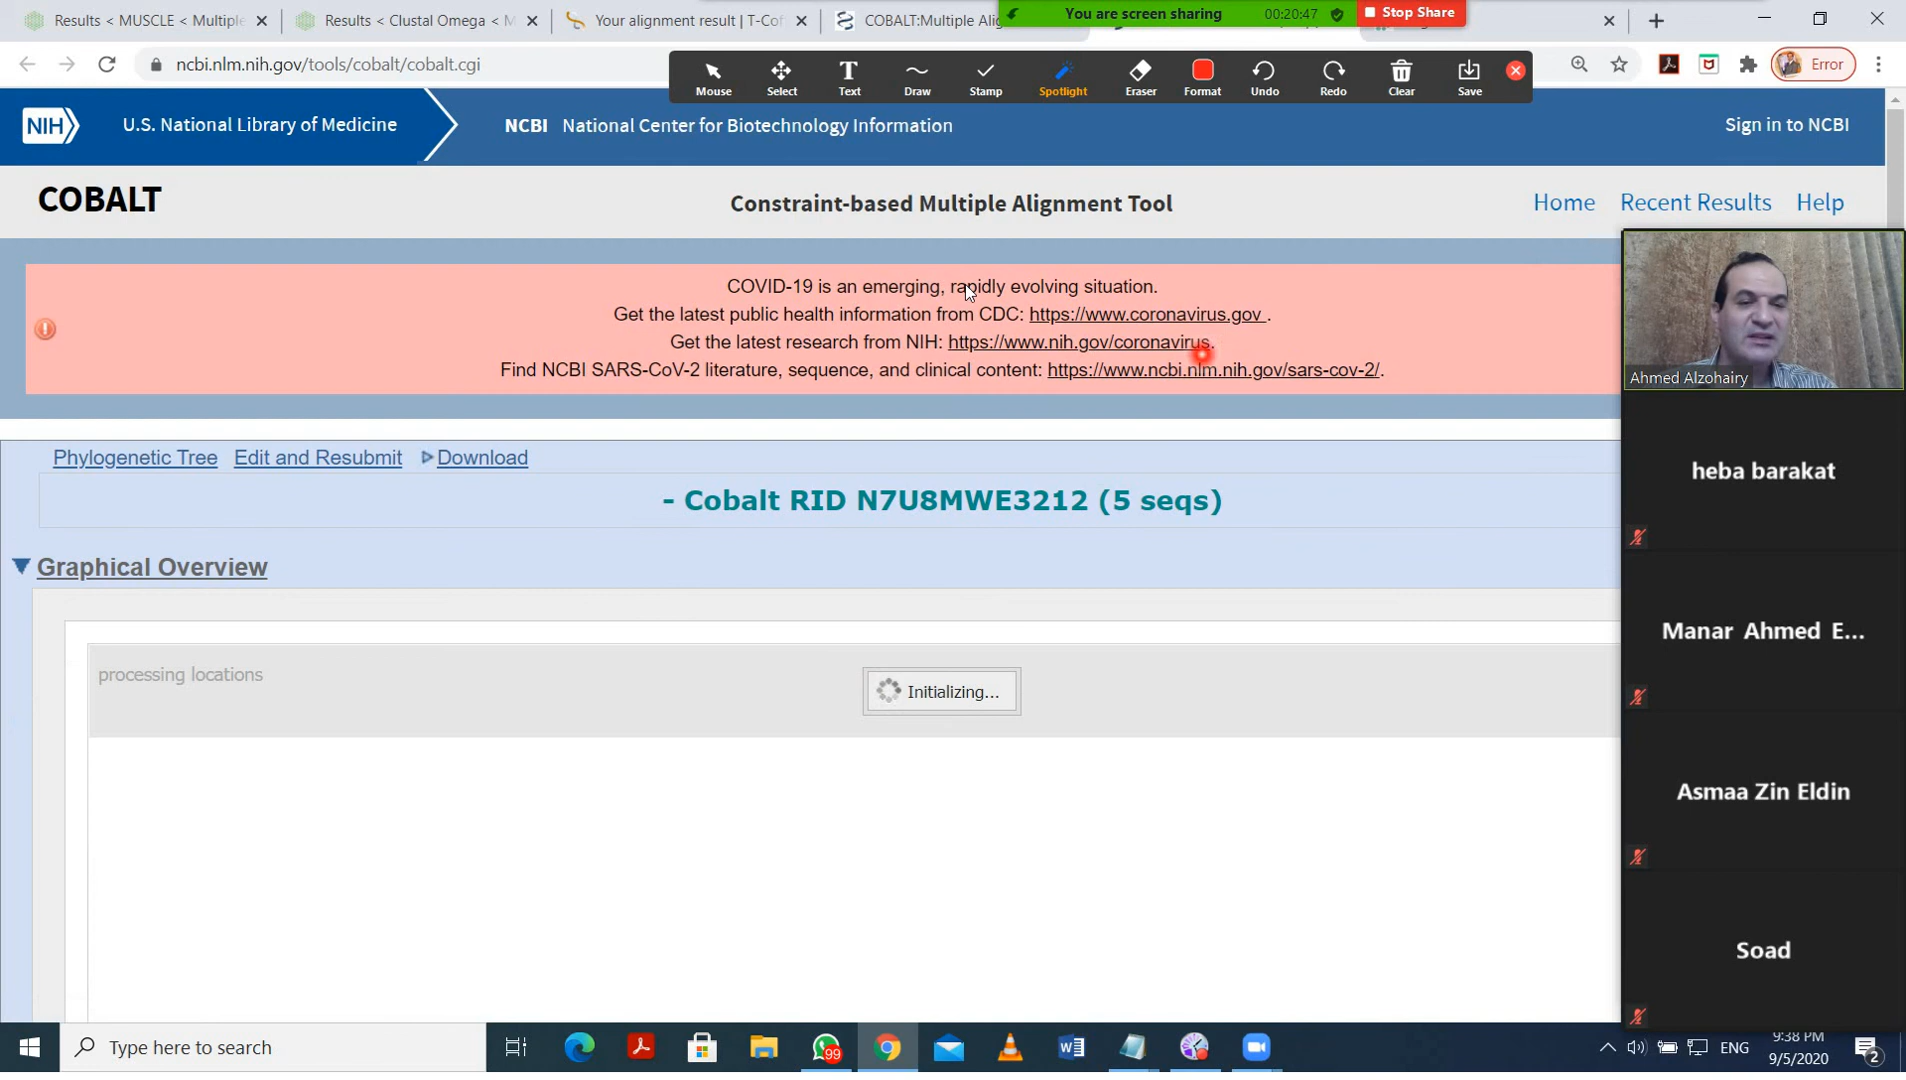 Results < MUSCLE < Multiple
Results < Clustal Omega < M
Your alignment result | T-Cof
COBALT:Multiple Alig
You are screen sharing
00:20:47
Stop Share
ncbi.nlm.nih.gov/tools/cobalt/cobalt.cgi
Error
Mouse
Select
Text
Draw
Stamp
Spotlight
Eraser
Format
Undo
Redo
Clear
Save
NIH
U.S. National Library of Medicine
NCBI National Center for Biotechnology Information
Sign in to NCBI
COBALT
Constraint-based Multiple Alignment Tool
Home
Recent Results
Help
COVID-19 is an emerging, rapidly evolving situation.
Get the latest public health information from CDC: https://www.coronavirus.gov .
Get the latest research from NIH: https://www.nih.gov/coronavirus.
Find NCBI SARS-CoV-2 literature, sequence, and clinical content: https://www.ncbi.nlm.nih.gov/sars-cov-2/.
Ahmed Alzohairy
Phylogenetic Tree
Edit and Resubmit
Download
- Cobalt RID N7U8MWE3212 (5 seqs)
Graphical Overview
processing locations
Initializing...
heba barakat
Manar Ahmed E...
Asmaa Zin Eldin
Soad
Type here to search
99
ENG
9:38 PM
9/5/2020
2